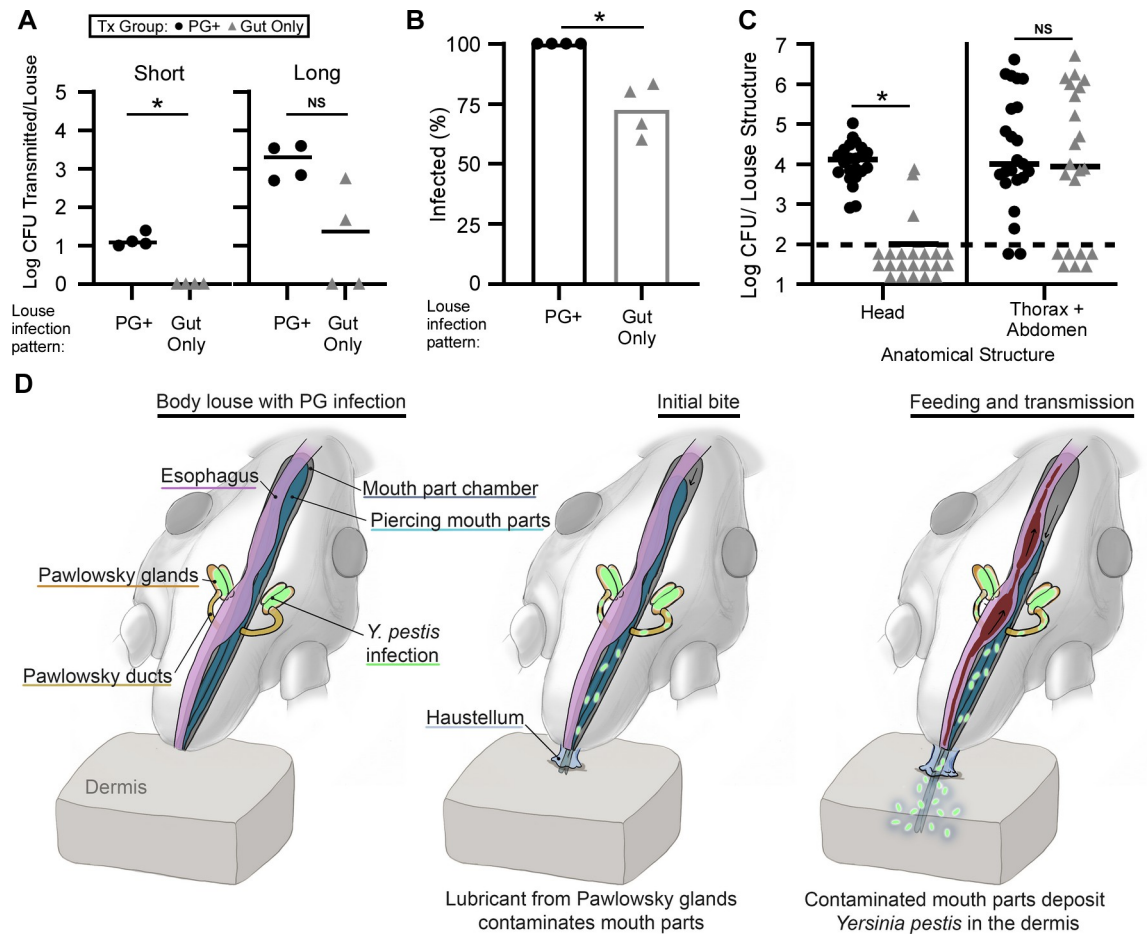 A
Tx Group: ● PG+ ▲ Gut Only
Short
Long
*
NS
Log CFU Transmitted/Louse
5
4
3
2
1
0
Louse
infection
pattern:
PG+
Gut
Only
PG+
Gut
Only
B
*
Infected (%)
100
75
50
25
0
Louse
infection
pattern:
PG+
Gut
Only
C
NS
*
Log CFU/ Louse Structure
7
6
5
4
3
2
1
Head
Thorax +
Abdomen
Anatomical Structure
D
Body louse with PG infection
Esophagus
Mouth part chamber
Piercing mouth parts
Pawlowsky glands
Y. pestis
infection
Pawlowsky ducts
Dermis
Initial bite
Haustellum
Lubricant from Pawlowsky glands
contaminates mouth parts
Feeding and transmission
Contaminated mouth parts deposit
Yersinia pestis in the dermis